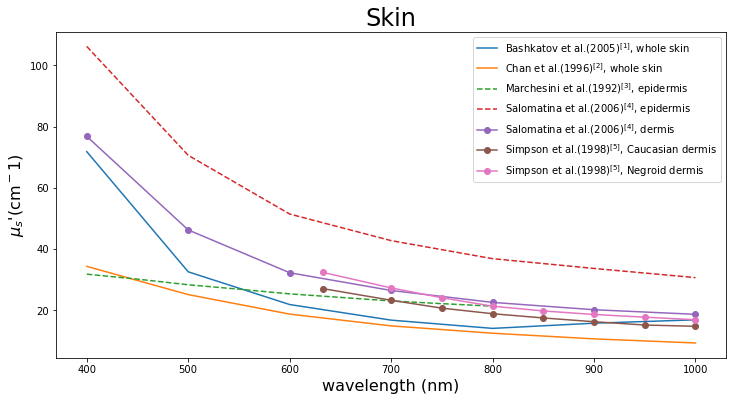 Skin
Bashkatov et al.(2005)[1], whole skin
Chan et al.(1996)[2], whole skin
Marchesini et al.(1992)[3], epidermis
Salomatina et al.(2006)[4], epidermis
Salomatina et al.(2006)[4], dermis
Simpson et al.(1998)[5], Caucasian dermis
Simpson et al.(1998)[5], Negroid dermis
μs'(cm⁻1)
100
80
60
40
20
400 500 600 700 800 900 1000
wavelength (nm)